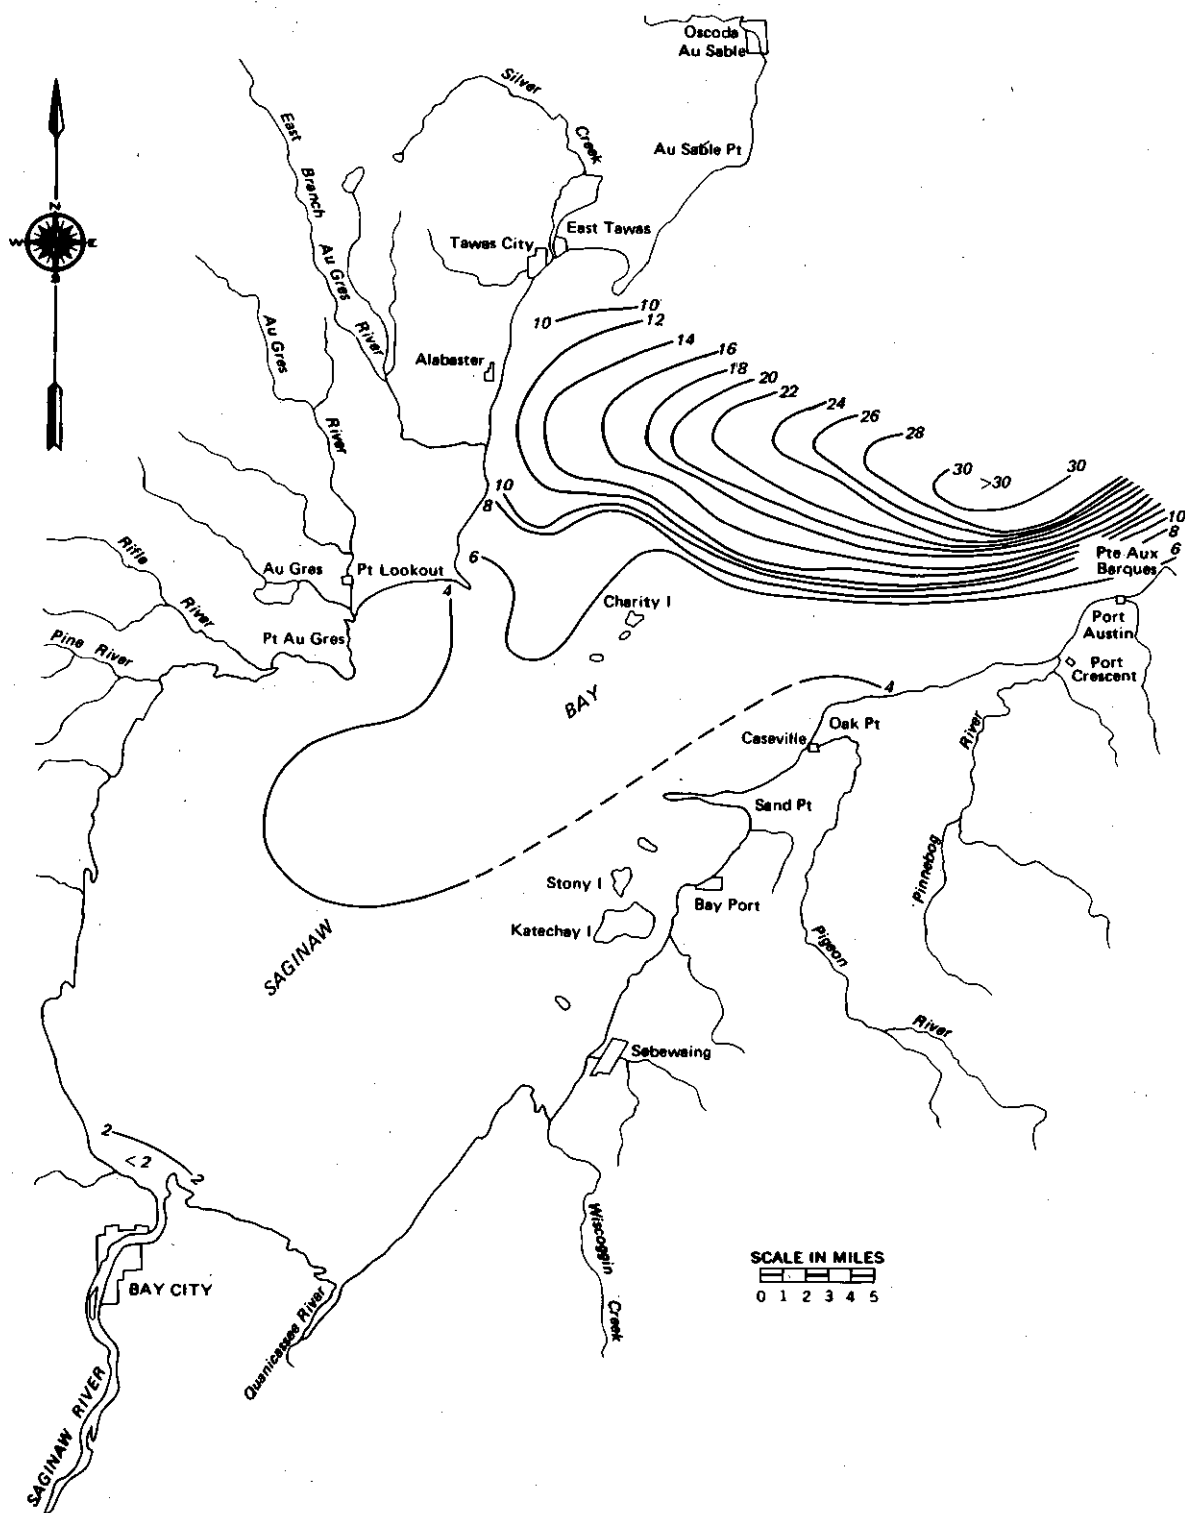 Oscoda
Au Sable
Silver
Creek
East
Branch
Au Gres
River
Au Sable Pt
N
W E
S
East Tawas
Tawas City
Au Gres
River
Alabaster
10
10
12
14
16
18
20
22
24
26
28
30
>30
30
10
8
6
10
8
6
4
Pte Aux
Barques
Rifle
River
Au Gres
Pt Lookout
Charity I
Port
Austin
Pine River
Pt Au Gres
Port
Crescent
BAY
4
Oak Pt
River
Caseville
Sand Pt
Pinnebog
Stony I
Bay Port
Katechay I
SAGINAW
Pigeon
River
Sebewaing
2
<2
2
Wiscoggin
Creek
BAY CITY
Quanicassee River
SCALE IN MILES
0 1 2 3 4 5
SAGINAW RIVER